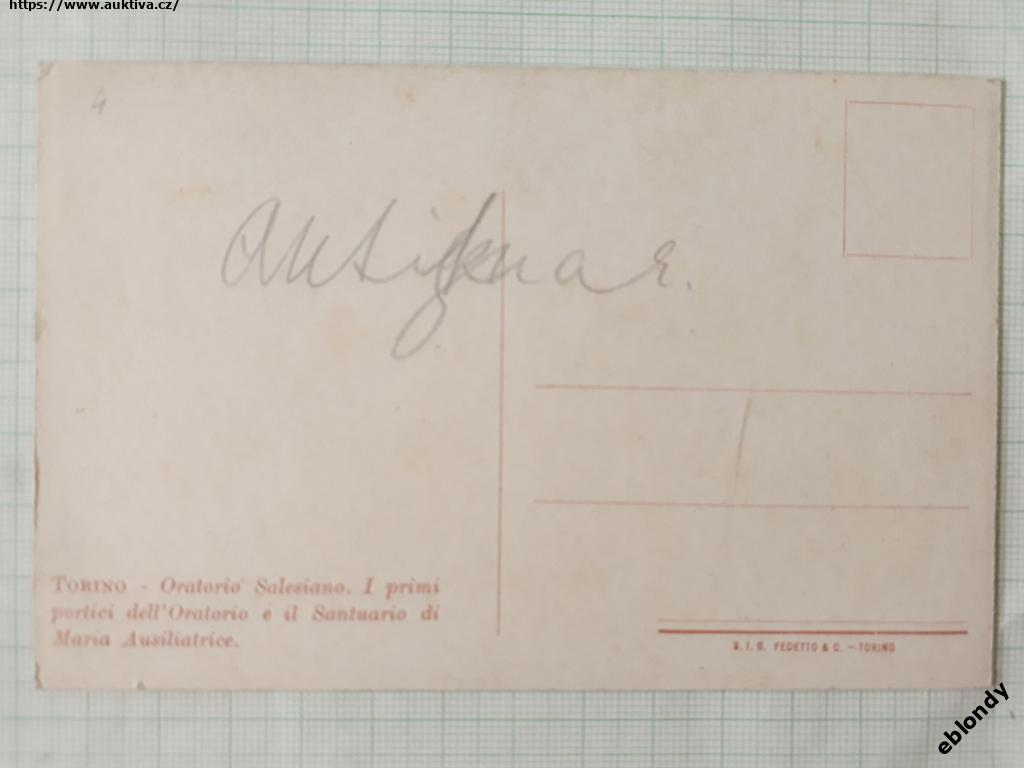 https://www.auktiva.cz/
4
TORINO - Oratorio Salesiano. I primi
portici dell'Oratorio e il Santuario di
Maria Ausiliatrice.
FEDETTO & C. – TORINO
eblondy